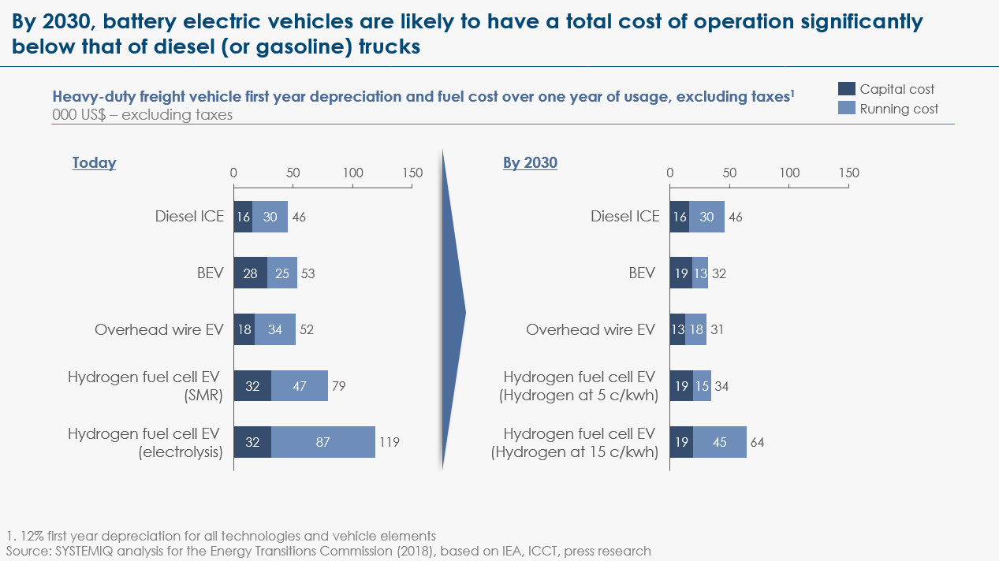 By 2030, battery electric vehicles are likely to have a total cost of operation significantly
below that of diesel (or gasoline) trucks
Heavy-duty freight vehicle first year depreciation and fuel cost over one year of usage, excluding taxes¹
000 US$ – excluding taxes
Capital cost
Running cost
Today
0 50 100 150
Diesel ICE 16 30 46
BEV 28 25 53
Overhead wire EV 18 34 52
Hydrogen fuel cell EV
(SMR) 32 47 79
Hydrogen fuel cell EV
(electrolysis) 32 87 119
By 2030
0 50 100 150
Diesel ICE 16 30 46
BEV 19 13 32
Overhead wire EV 13 18 31
Hydrogen fuel cell EV
(Hydrogen at 5 c/kwh) 19 15 34
Hydrogen fuel cell EV
(Hydrogen at 15 c/kwh) 19 45 64
1. 12% first year depreciation for all technologies and vehicle elements
Source: SYSTEMIQ analysis for the Energy Transitions Commission (2018), based on IEA, ICCT, press research